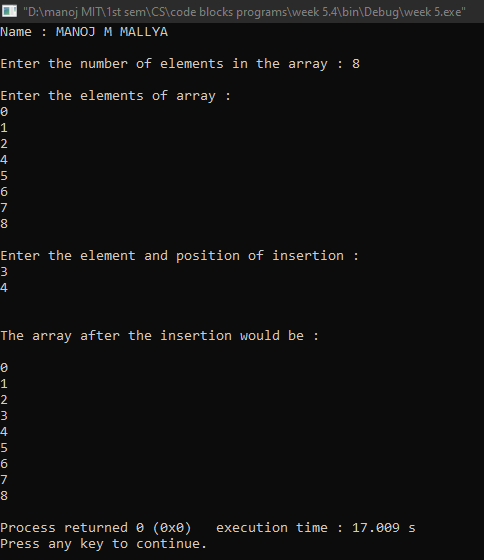 "D:\manoj MIT\1st sem\CS\code blocks programs\week 5.4\bin\Debug\week 5.exe"
Name : MANOJ M MALLYA
Enter the number of elements in the array : 8
Enter the elements of array :
0
1
2
4
5
6
7
8
Enter the element and position of insertion :
3
4
The array after the insertion would be :
0
1
2
3
4
5
6
7
8
Process returned 0 (0x0)   execution time : 17.009 s
Press any key to continue.